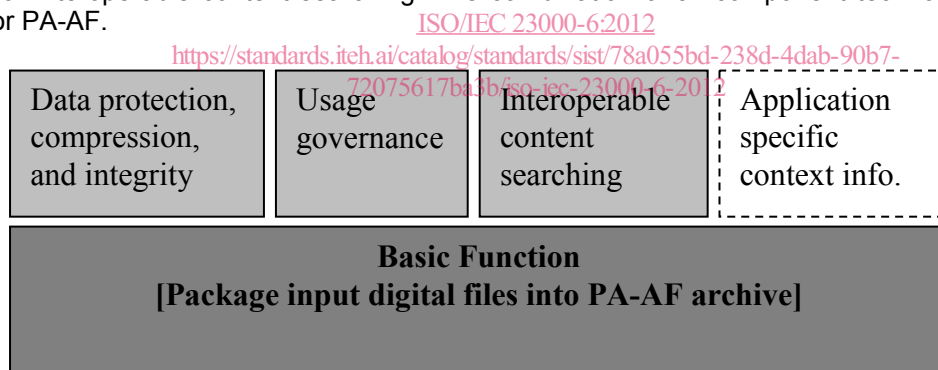 or PA-AF.
ISO/IEC 23000-6:2012
https://standards.iteh.ai/catalog/standards/sist/78a055bd-238d-4dab-90b7-
72075617ba3b/iso-iec-23000-6-2012
Data protection,
compression,
and integrity
Usage
governance
Interoperable
content
searching
Application
specific
context info.
Basic Function
[Package input digital files into PA-AF archive]